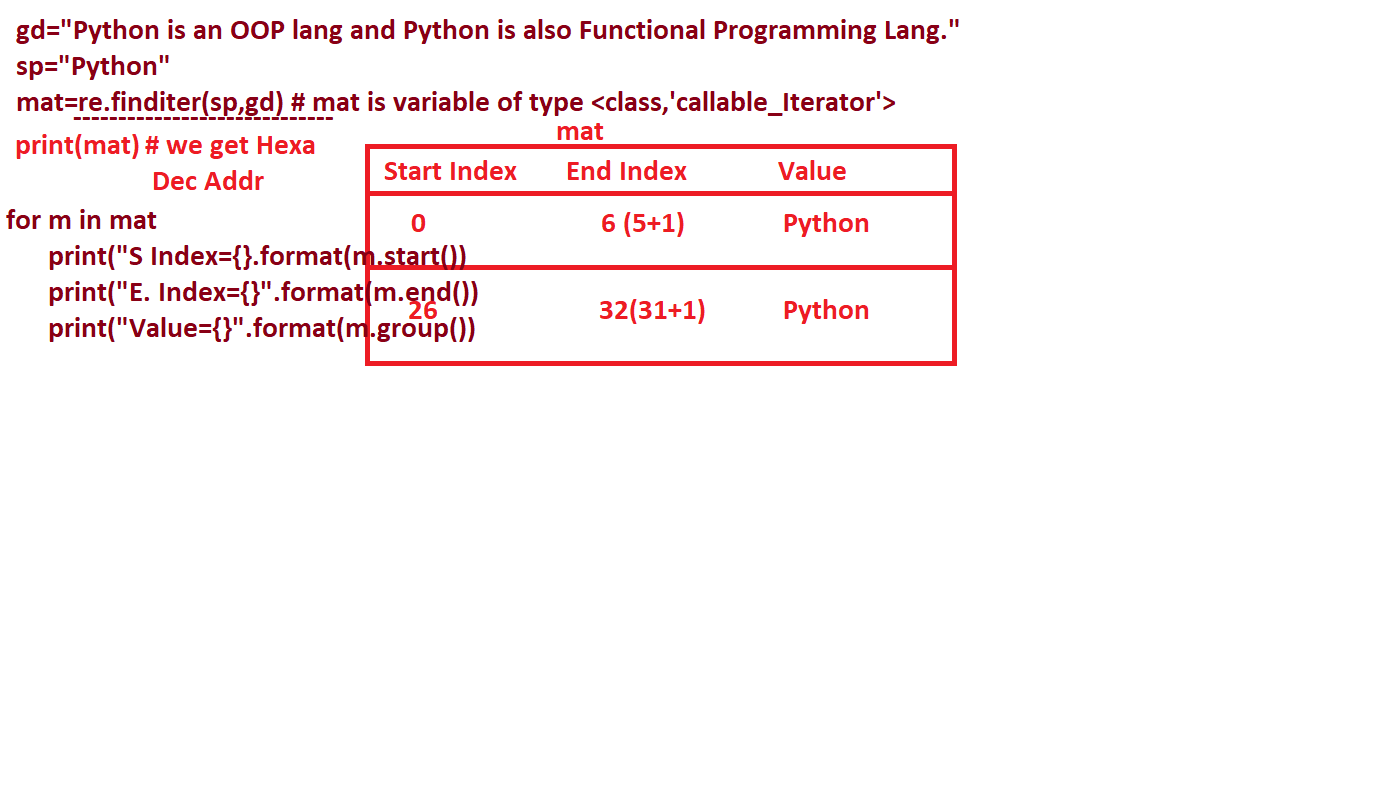 gd="Python is an OOP lang and Python is also Functional Programming Lang."
sp="Python"
mat=re.finditer(sp,gd) # mat is variable of type <class,'callable_Iterator'>
print(mat) # we get Hexa
Dec Addr
mat
Start Index End Index Value
0 6 (5+1) Python
26 32(31+1) Python
for m in mat
print("S Index={}.format(m.start())
print("E. Index={}".format(m.end())
print("Value={}".format(m.group())